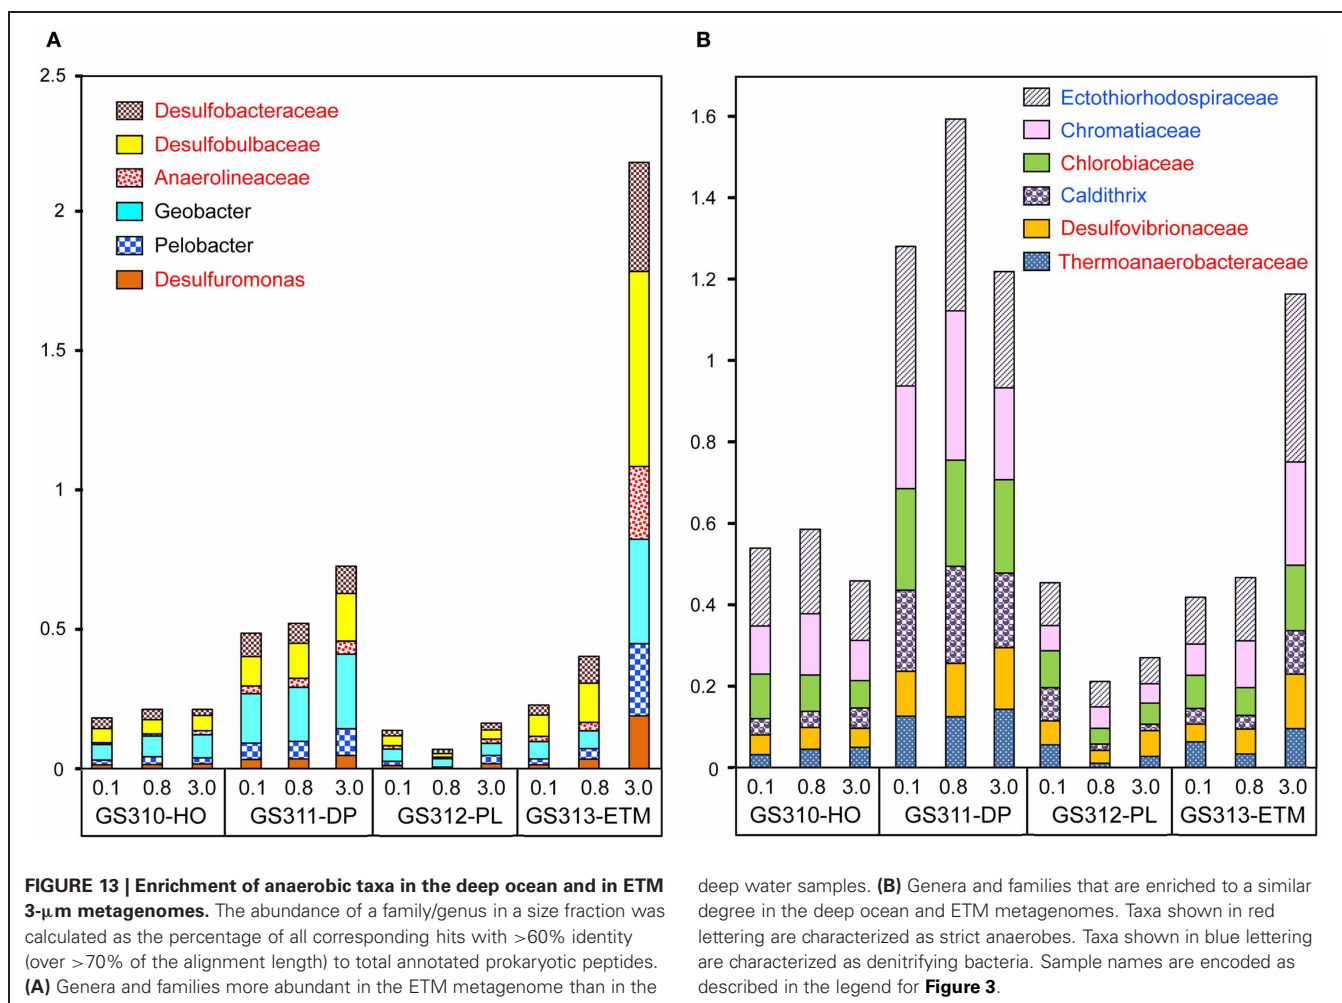 A
2.5
2
1.5
1
0.5
0
Desulfobacteraceae
Desulfobulbaceae
Anaerolineaceae
Geobacter
Pelobacter
Desulfuromonas
0.1 0.8 3.0 0.1 0.8 3.0 0.1 0.8 3.0 0.1 0.8 3.0
GS310-HO GS311-DP GS312-PL GS313-ETM
B
1.6
1.4
1.2
1
0.8
0.6
0.4
0.2
0
Ectothiorhodospiraceae
Chromatiaceae
Chlorobiaceae
Caldithrix
Desulfovibrionaceae
Thermoanaerobacteraceae
0.1 0.8 3.0 0.1 0.8 3.0 0.1 0.8 3.0 0.1 0.8 3.0
GS310-HO GS311-DP GS312-PL GS313-ETM
FIGURE 13 | Enrichment of anaerobic taxa in the deep ocean and in ETM
3-μm metagenomes. The abundance of a family/genus in a size fraction was
calculated as the percentage of all corresponding hits with >60% identity
(over >70% of the alignment length) to total annotated prokaryotic peptides.
(A) Genera and families more abundant in the ETM metagenome than in the
deep water samples. (B) Genera and families that are enriched to a similar
degree in the deep ocean and ETM metagenomes. Taxa shown in red
lettering are characterized as strict anaerobes. Taxa shown in blue lettering
are characterized as denitrifying bacteria. Sample names are encoded as
described in the legend for Figure 3.